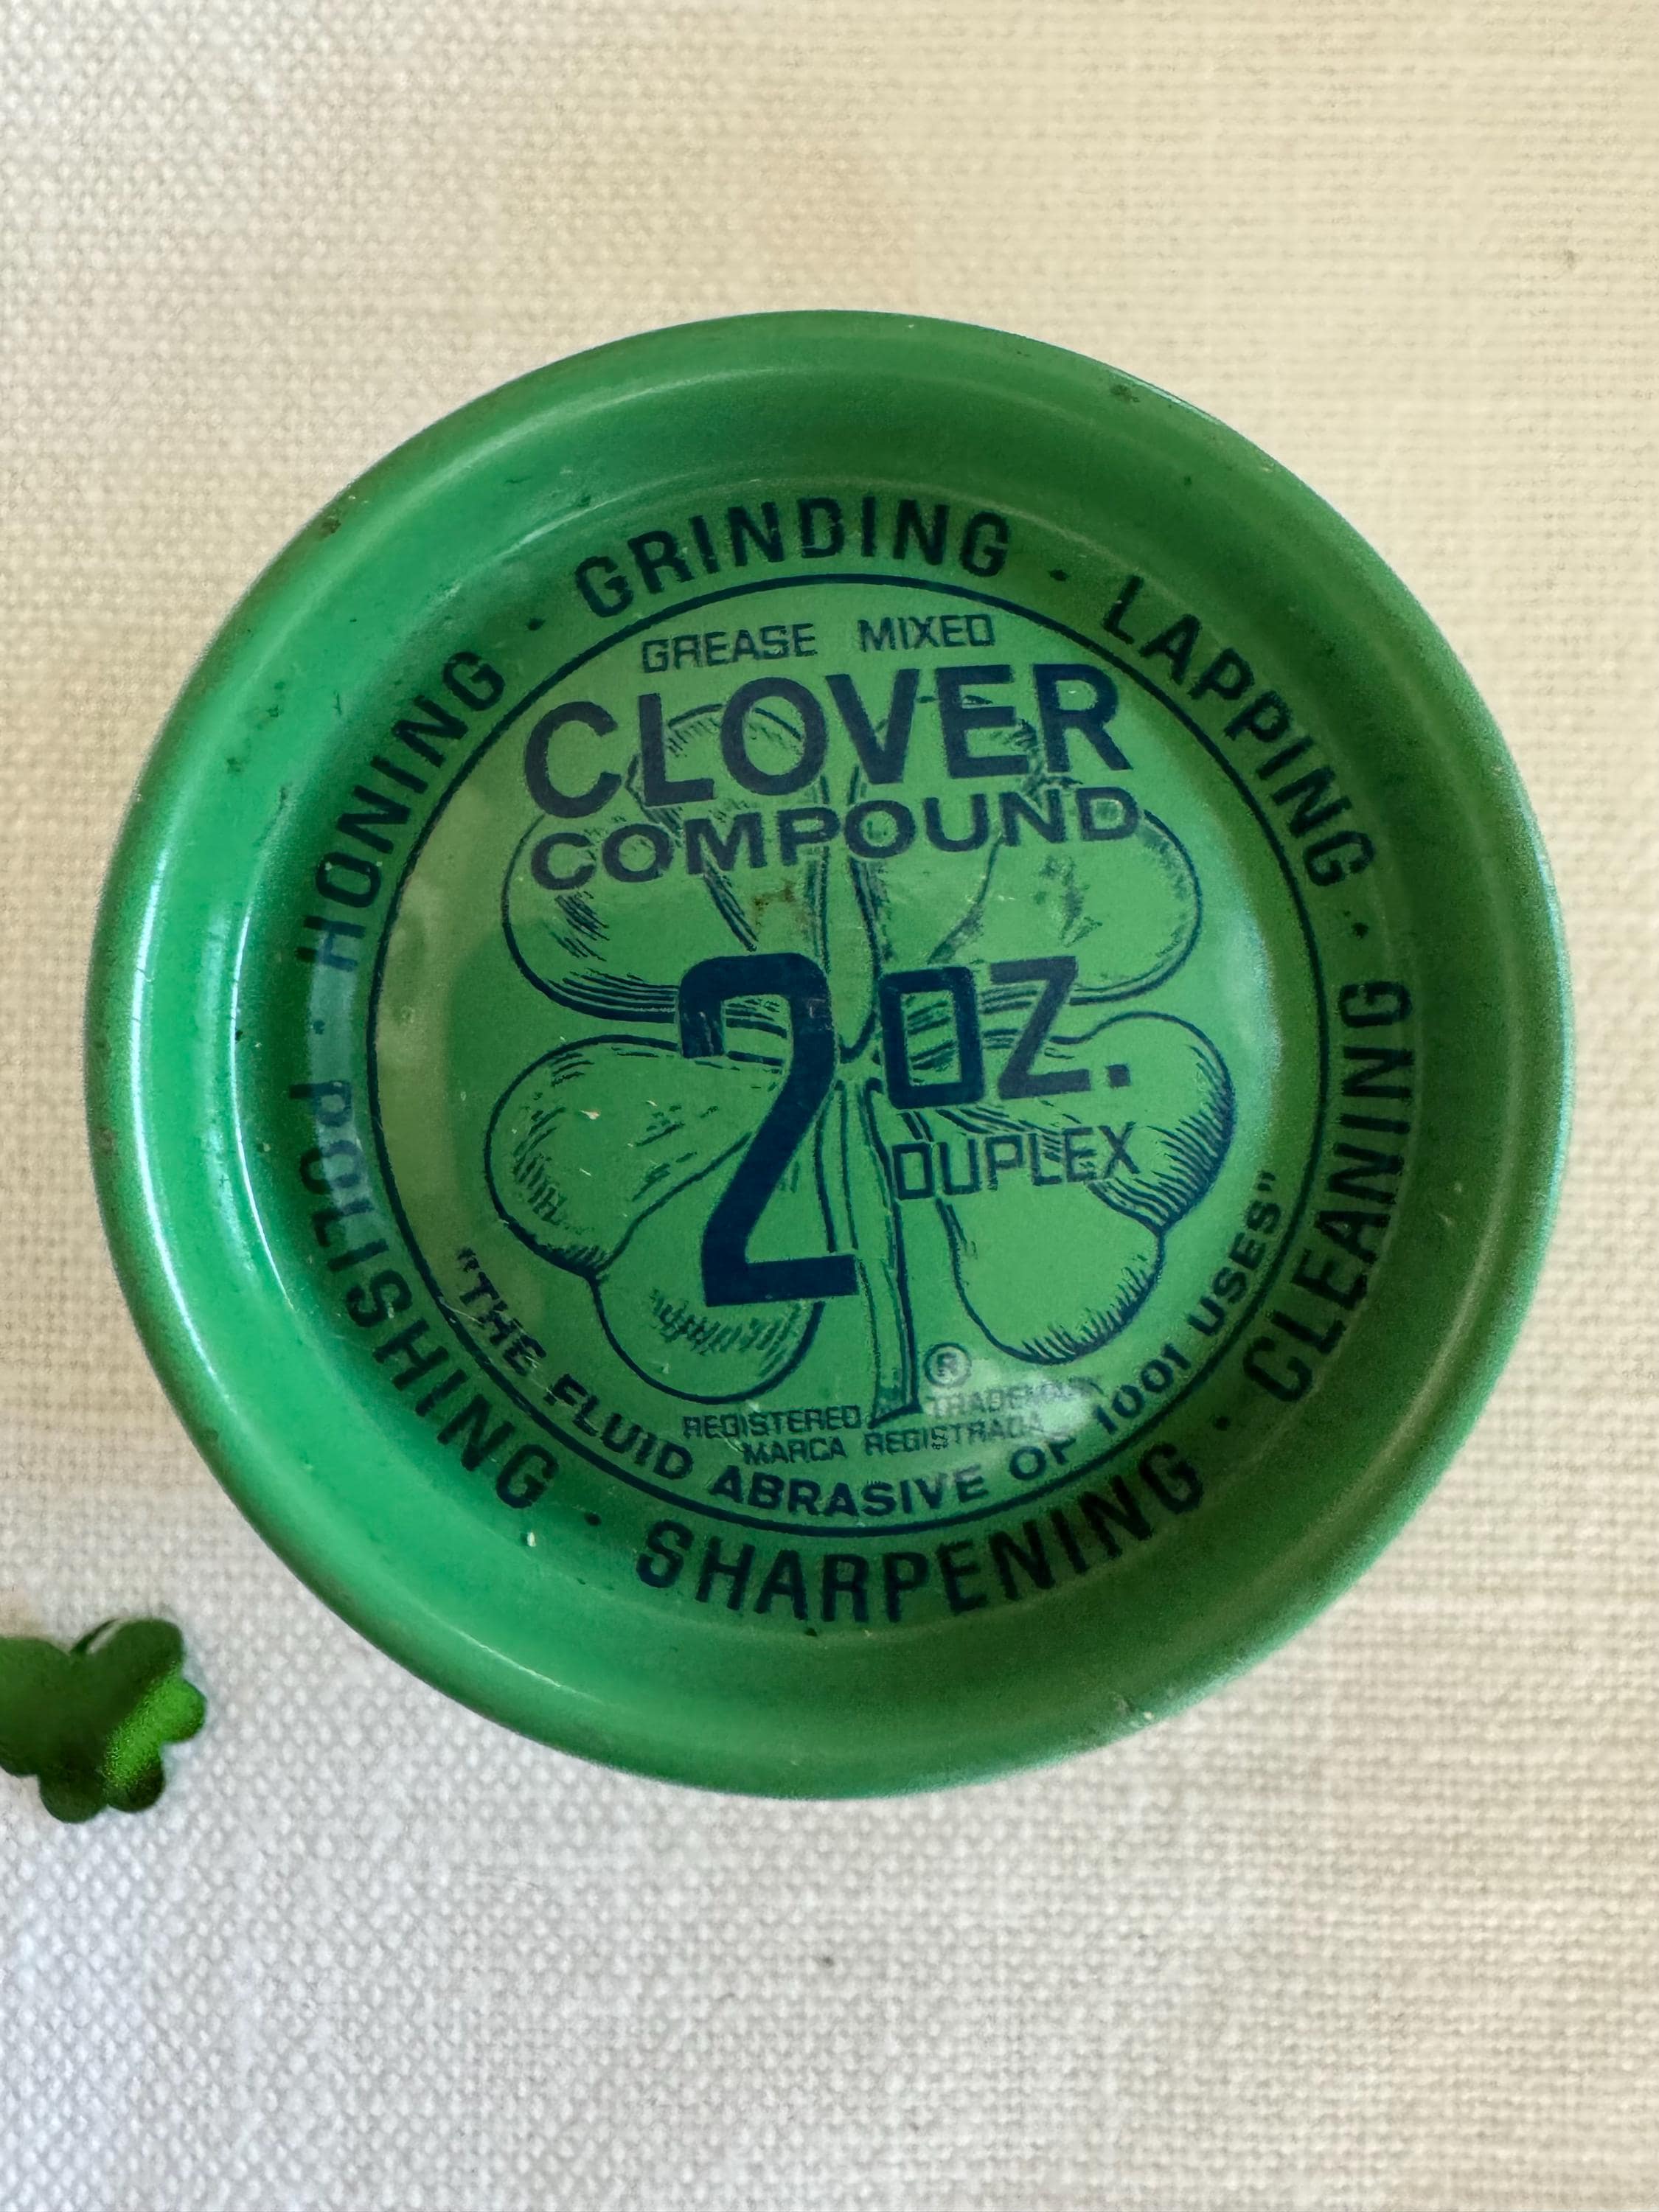 GRINDING · LAPPING · CLEANING · SHARPENING · POLISHING · HONING ·
GREASE MIXED
CLOVER
COMPOUND
2 OZ.
DUPLEX
®
REGISTERED TRADEMARK
MARCA REGISTRADA
"THE FLUID ABRASIVE OF 1001 USES"